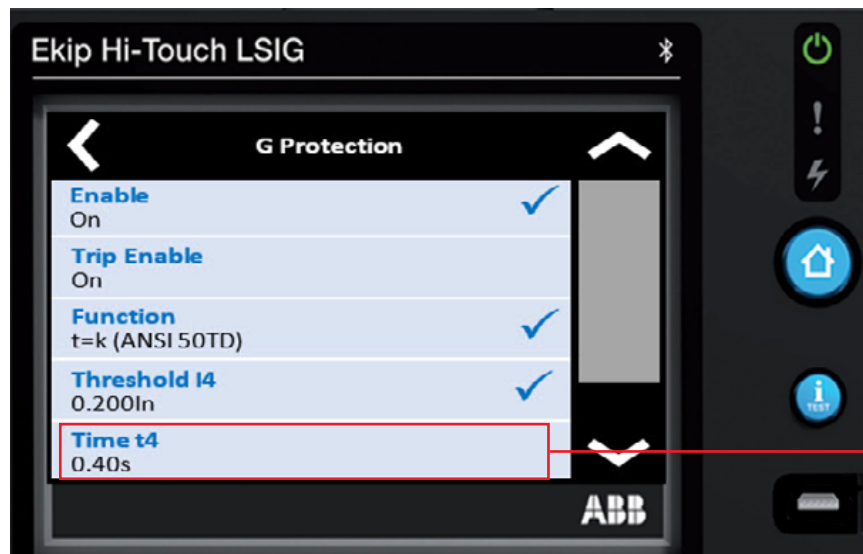 Ekip Hi-Touch LSIG
G Protection
Enable
On
Trip Enable
On
Function
t=k (ANSI 50TD)
Threshold I4
0.200In
Time t4
0.40s
ABB
i
TEST